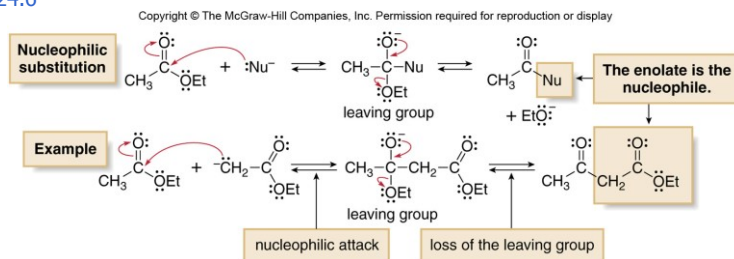 24.6
Copyright © The McGraw-Hill Companies, Inc. Permission required for reproduction or display
Nucleophilic
substitution
:O:
CH₃ C ÖEt + :Nu⁻
:Ö:⁻
CH₃–C–Nu
:ÖEt
leaving group
:O:
CH₃ C Nu
+ EtÖ:⁻
The enolate is the
nucleophile.
Example
:O:
CH₃ C ÖEt + ⁻:CH₂–C
:O:
ÖEt
:Ö:⁻ :O:
CH₃–C–CH₂–C
:ÖEt :ÖEt
leaving group
:O: :O:
CH₃ C CH₂ C ÖEt
nucleophilic attack
loss of the leaving group